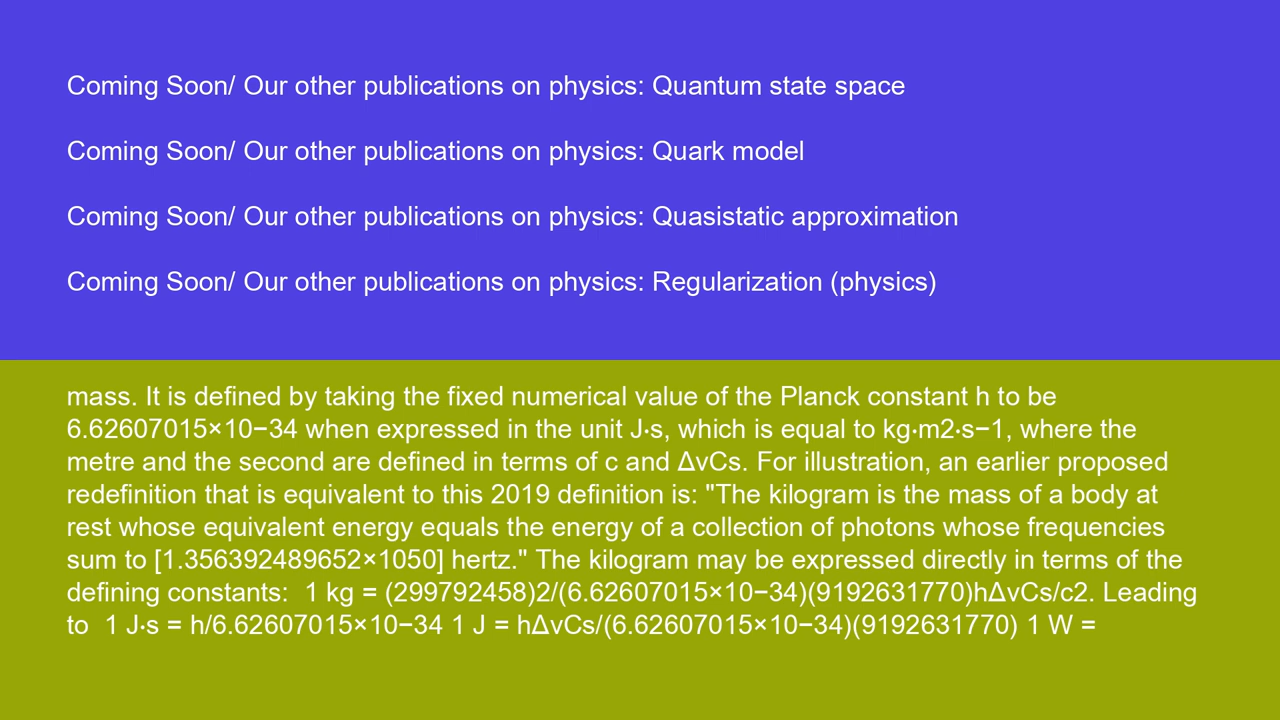 Coming Soon/ Our other publications on physics: Quantum state space
Coming Soon/ Our other publications on physics: Quark model
Coming Soon/ Our other publications on physics: Quasistatic approximation
Coming Soon/ Our other publications on physics: Regularization (physics)
mass. It is defined by taking the fixed numerical value of the Planck constant h to be
6.62607015×10−34 when expressed in the unit J⋅s, which is equal to kg⋅m2⋅s−1, where the
metre and the second are defined in terms of c and ΔνCs. For illustration, an earlier proposed
redefinition that is equivalent to this 2019 definition is: "The kilogram is the mass of a body at
rest whose equivalent energy equals the energy of a collection of photons whose frequencies
sum to [1.356392489652×1050] hertz." The kilogram may be expressed directly in terms of the
defining constants:  1 kg = (299792458)2/(6.62607015×10−34)(9192631770)hΔνCs/c2. Leading
to  1 J⋅s = h/6.62607015×10−34 1 J = hΔνCs/(6.62607015×10−34)(9192631770) 1 W =